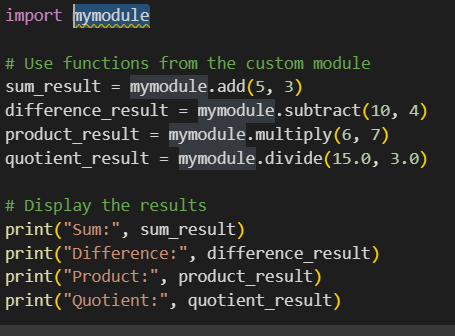 import mymodule
# Use functions from the custom module
sum_result = mymodule.add(5, 3)
difference_result = mymodule.subtract(10, 4)
product_result = mymodule.multiply(6, 7)
quotient_result = mymodule.divide(15.0, 3.0)
# Display the results
print("Sum:", sum_result)
print("Difference:", difference_result)
print("Product:", product_result)
print("Quotient:", quotient_result)